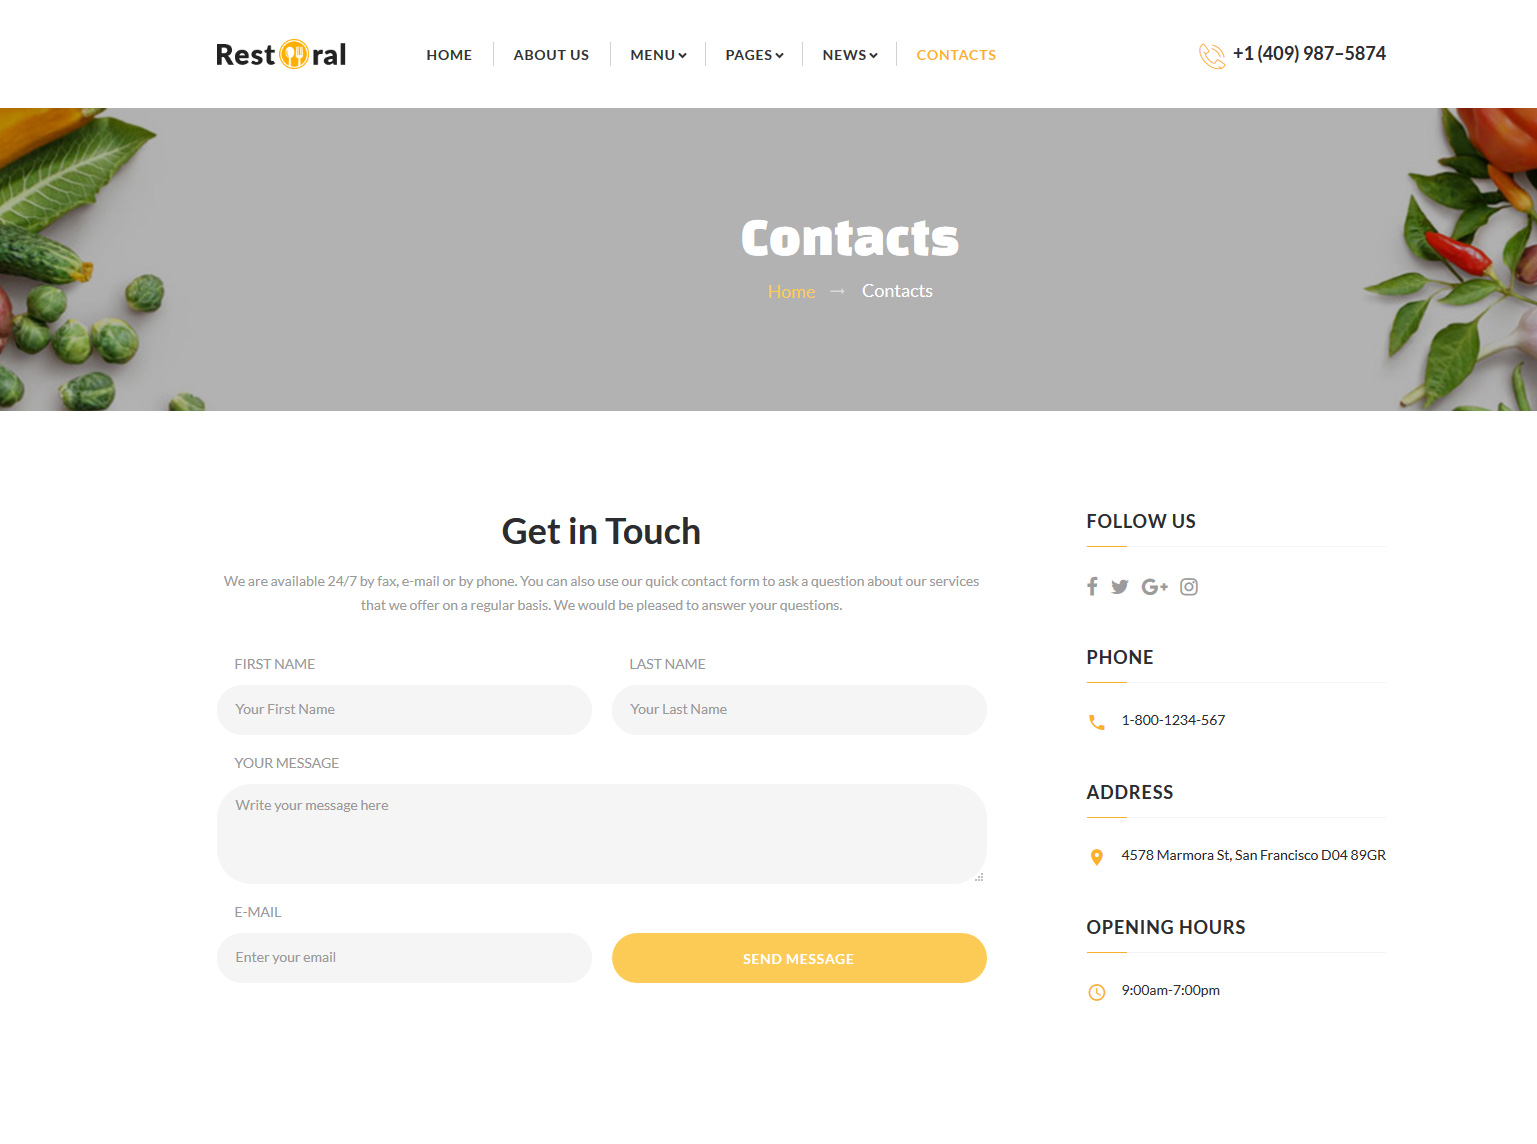 Rest ral
HOME
ABOUT US
MENU
PAGES
NEWS
CONTACTS
+1 (409) 987–5874
Contacts
Home → Contacts
Get in Touch
We are available 24/7 by fax, e-mail or by phone. You can also use our quick contact form to ask a question about our services
that we offer on a regular basis. We would be pleased to answer your questions.
FIRST NAME
LAST NAME
Your First Name
Your Last Name
YOUR MESSAGE
Write your message here
E-MAIL
Enter your email
SEND MESSAGE
FOLLOW US
PHONE
1-800-1234-567
ADDRESS
4578 Marmora St, San Francisco D04 89GR
OPENING HOURS
9:00am-7:00pm